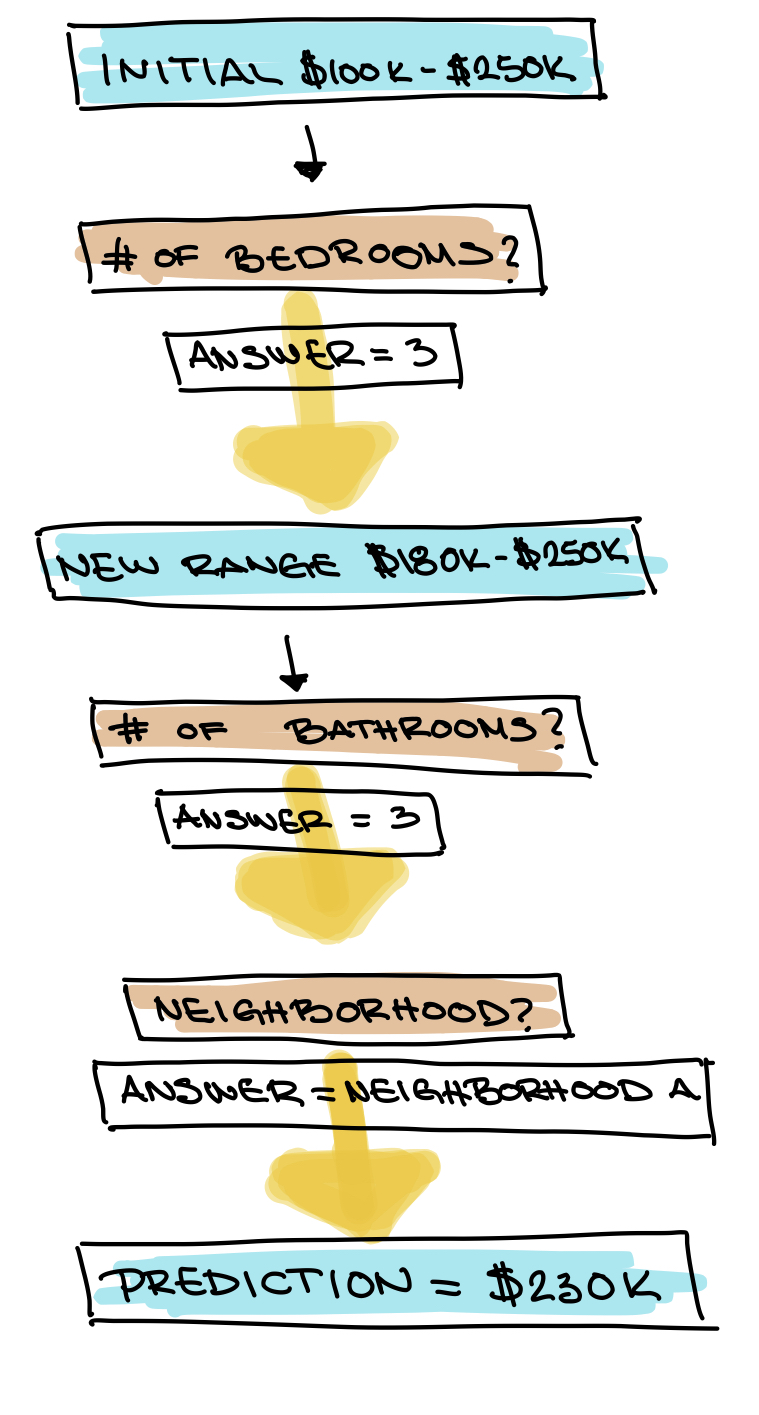 INITIAL $100K-$250K
# OF BEDROOMS?
ANSWER = 3
NEW RANGE $180K-$250K
# OF BATHROOMS?
ANSWER = 3
NEIGHBORHOOD?
ANSWER = NEIGHBORHOOD A
PREDICTION = $230K